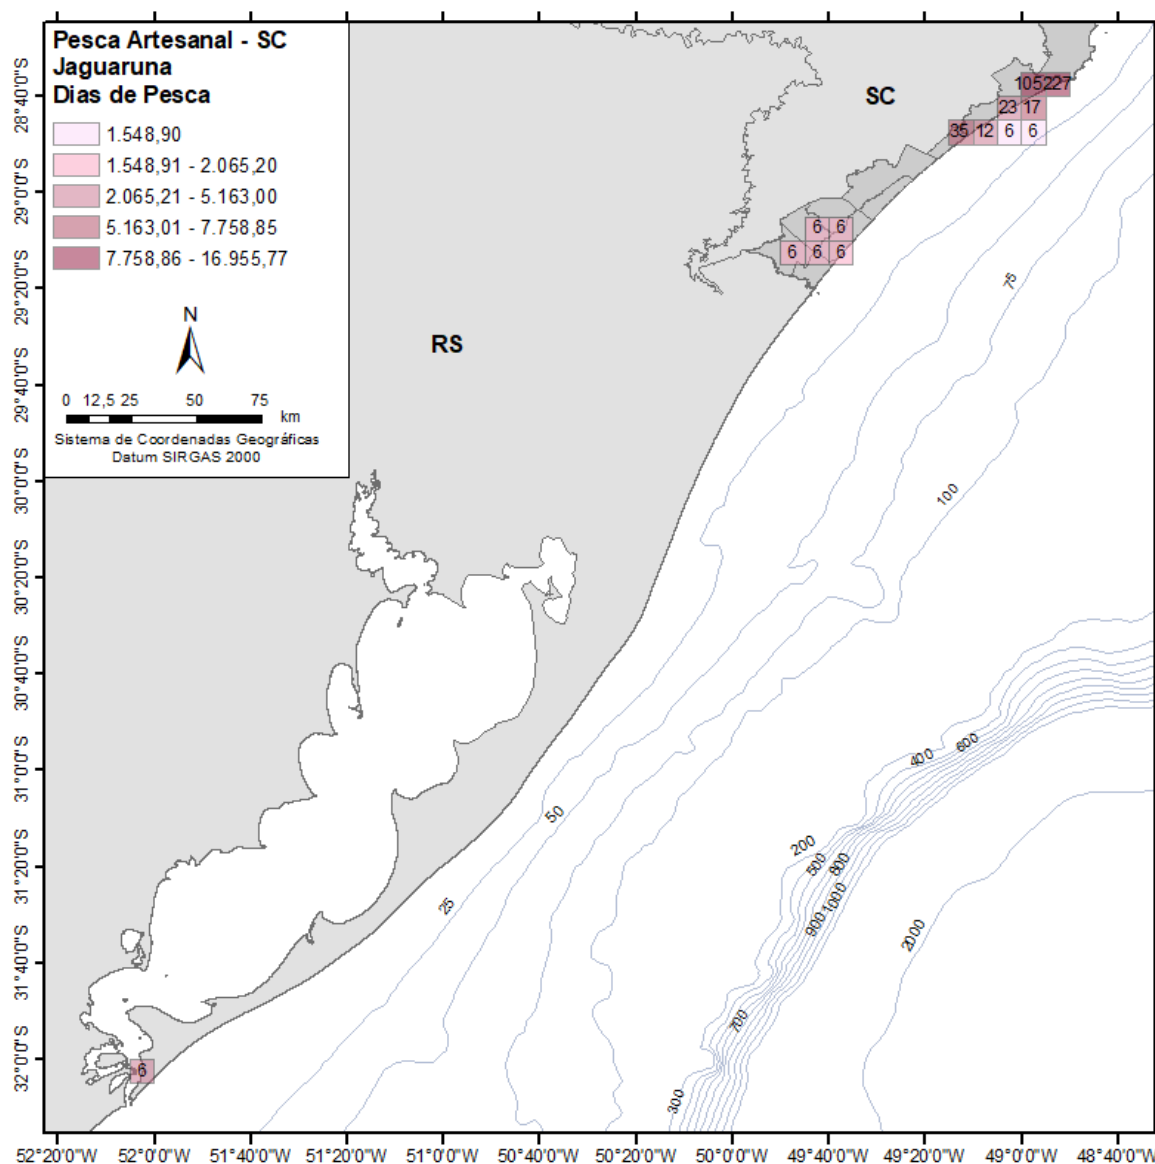 Pesca Artesanal - SC
Jaguaruna
Dias de Pesca
1.548,90
1.548,91 - 2.065,20
2.065,21 - 5.163,00
5.163,01 - 7.758,85
7.758,86 - 16.955,77
N
0 12,5 25 50 75
km
Sistema de Coordenadas Geográficas
Datum SIRGAS 2000
SC
RS
105 227
23 17
35 12 6 6
6 6
6 6 6
6
75
100
50
25
400
600
200
500
800
1000
900
700
300
2000
28°40'0"S
29°0'0"S
29°20'0"S
29°40'0"S
30°0'0"S
30°20'0"S
30°40'0"S
31°0'0"S
31°20'0"S
31°40'0"S
32°0'0"S
52°20'0"W 52°0'0"W 51°40'0"W 51°20'0"W 51°0'0"W 50°40'0"W 50°20'0"W 50°0'0"W 49°40'0"W 49°20'0"W 49°0'0"W 48°40'0"W